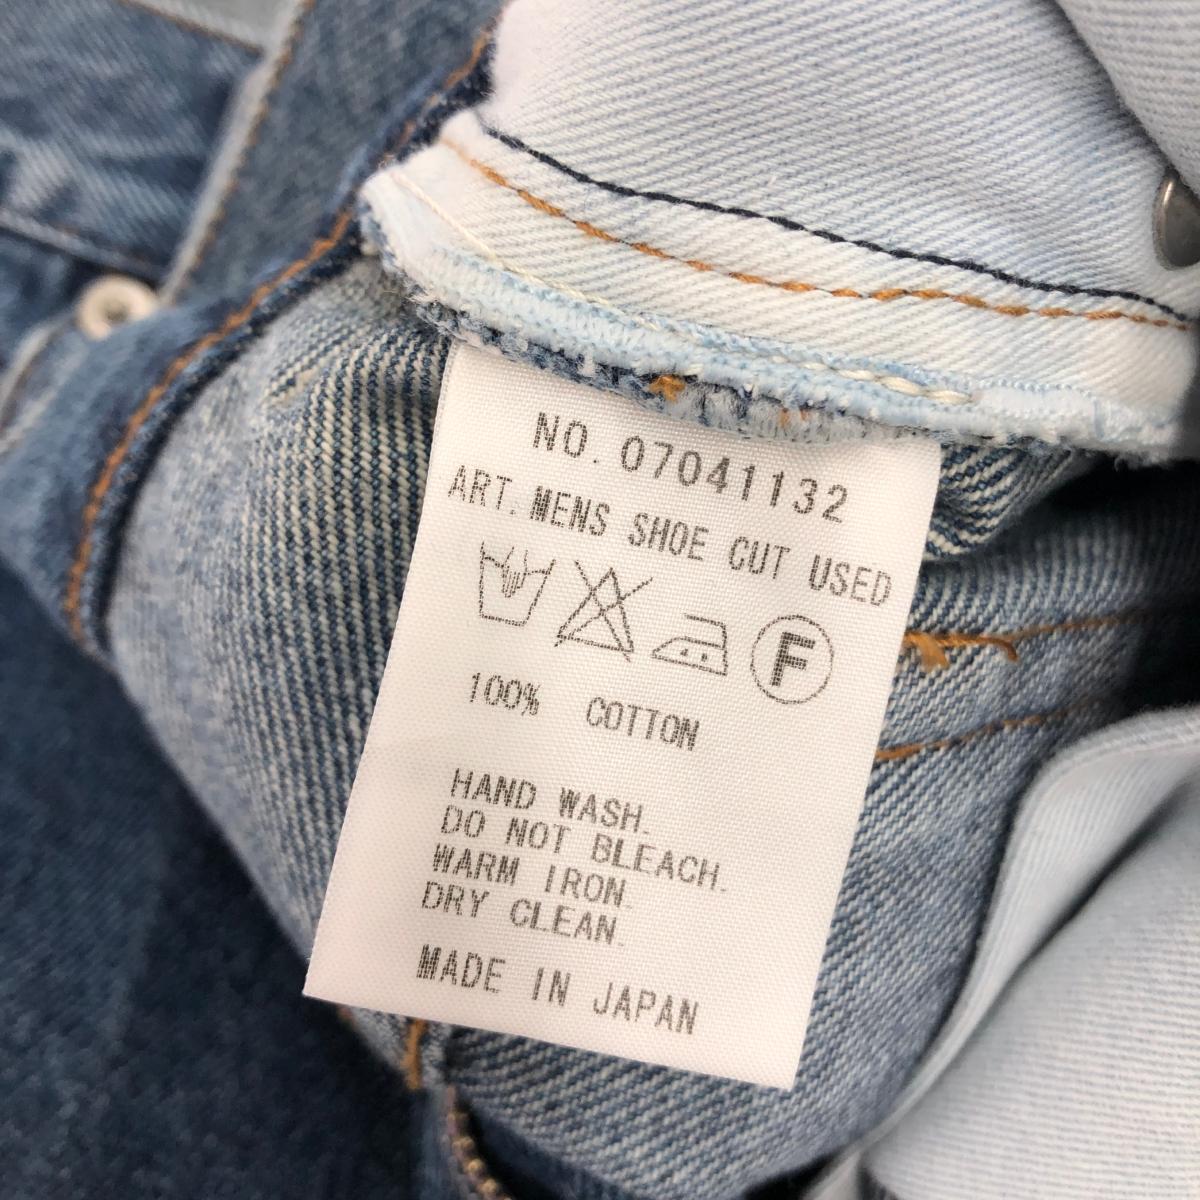 NO. 07041132
ART. MENS SHOE CUT USED
F
100% COTTON
HAND WASH.
DO NOT BLEACH.
WARM IRON.
DRY CLEAN.
MADE IN JAPAN